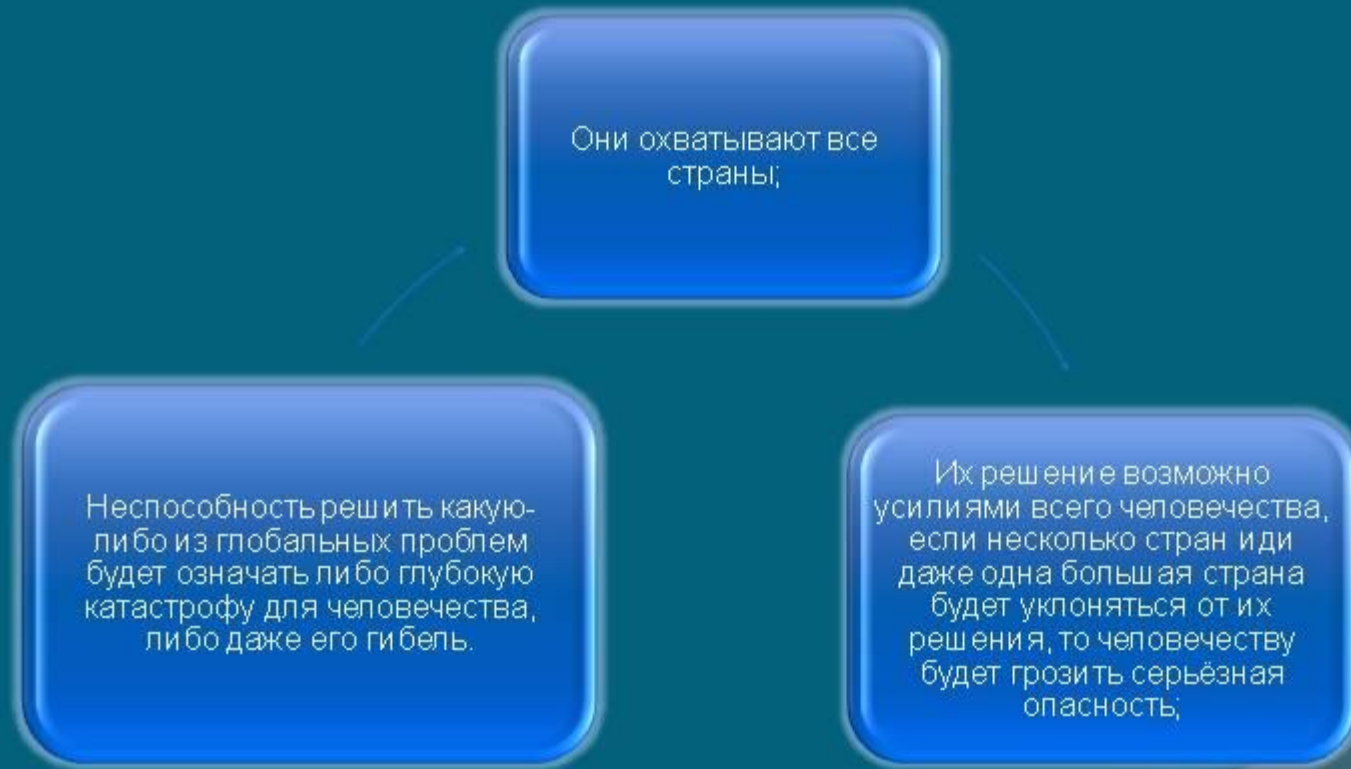 Они охватывают все
страны;
Неспособность решить какую-
либо из глобальных проблем
будет означать либо глубокую
катастрофу для человечества,
либо даже его гибель.
Их решение возможно
усилиями всего человечества,
если несколько стран иди
даже одна большая страна
будет уклоняться от их
решения, то человечеству
будет грозить серьёзная
опасность;